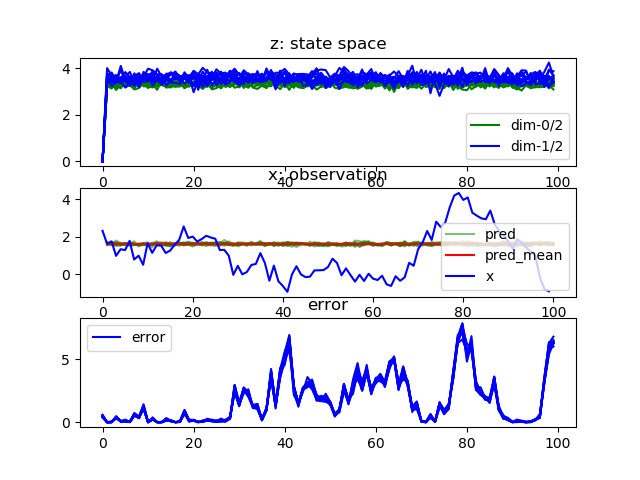 z: state space
4
2
0
dim-0/2
dim-1/2
0 20 40 60 80 100
x: observation
4
2
0
pred
pred_mean
x
0 20 40 60 80 100
error
5
0
error
0 20 40 60 80 100